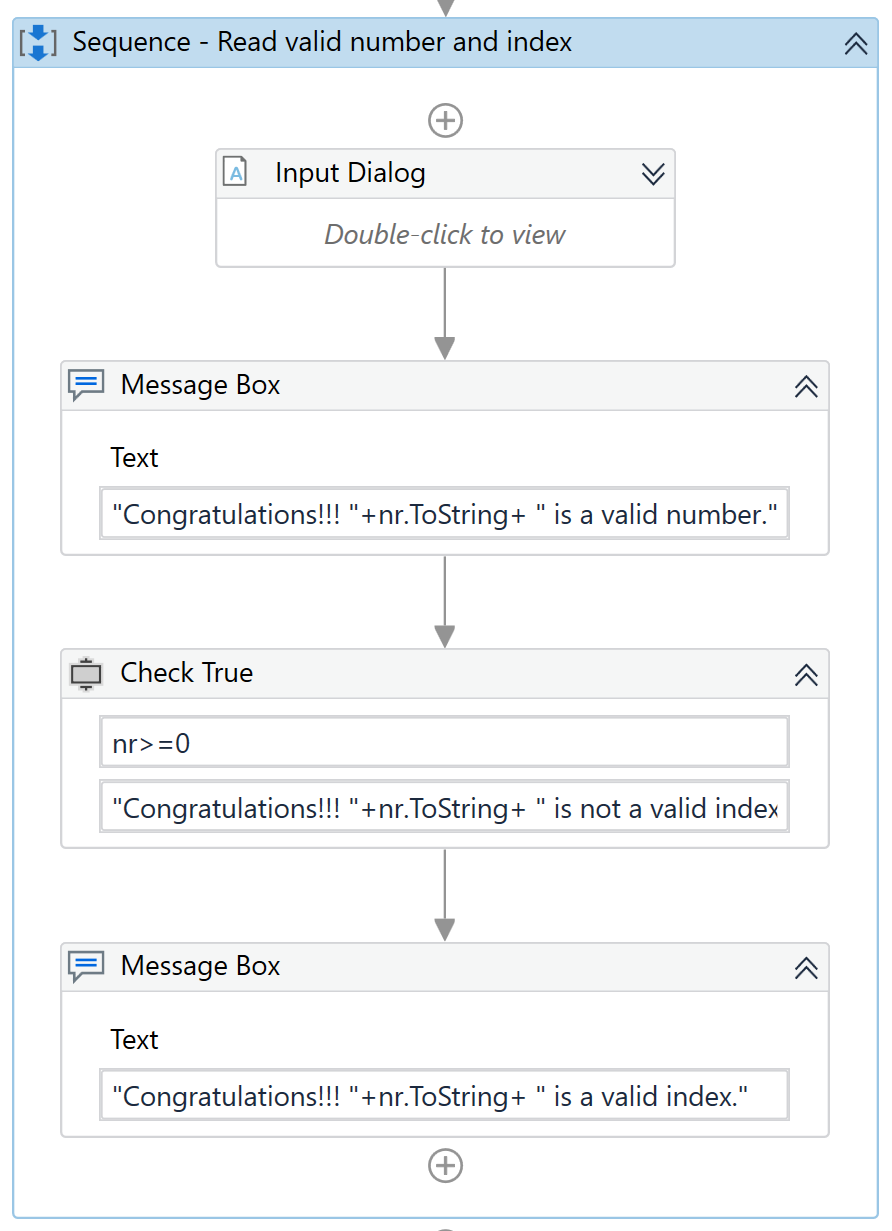 Sequence - Read valid number and index
Input Dialog
Double-click to view
Message Box
Text
"Congratulations!!! "+nr.ToString+ " is a valid number."
Check True
nr>=0
"Congratulations!!! "+nr.ToString+ " is not a valid index
Message Box
Text
"Congratulations!!! "+nr.ToString+ " is a valid index."